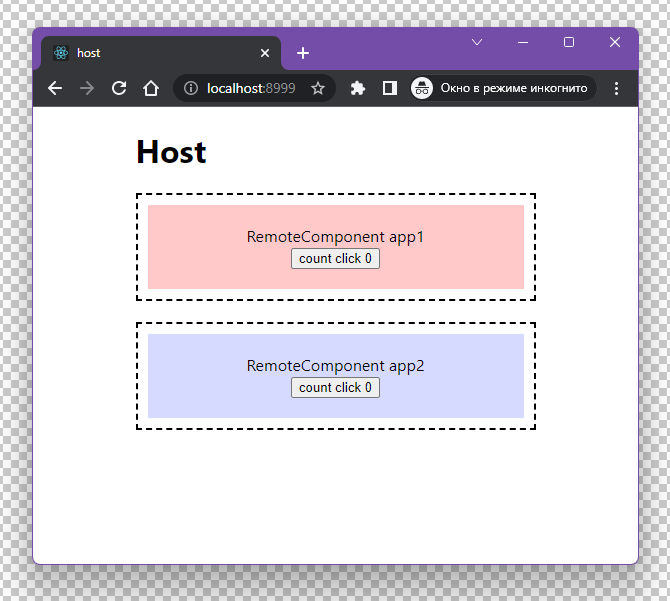 host
localhost:8999
Окно в режиме инкогнито
Host
RemoteComponent app1
count click 0
RemoteComponent app2
count click 0